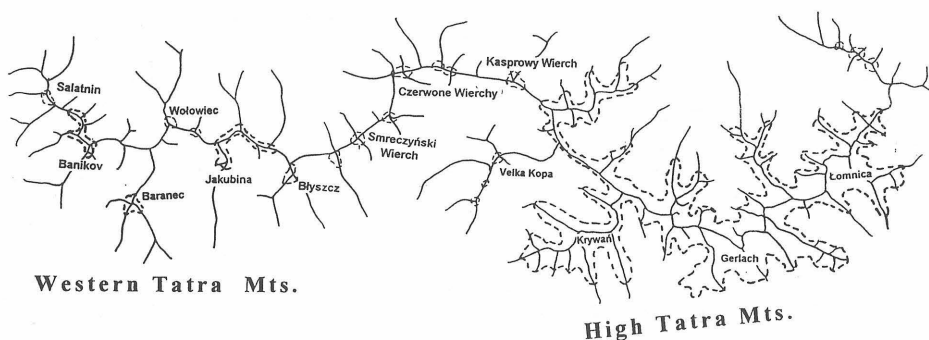 Salatnin
Banikov
Wołowiec
Baranec
Jakubina
Błyszcz
Smreczyński
Wierch
Czerwone Wierchy
Kasprowy Wierch
Velka Kopa
Krywań
Gerlach
Łomnica
Western Tatra Mts.
High Tatra Mts.